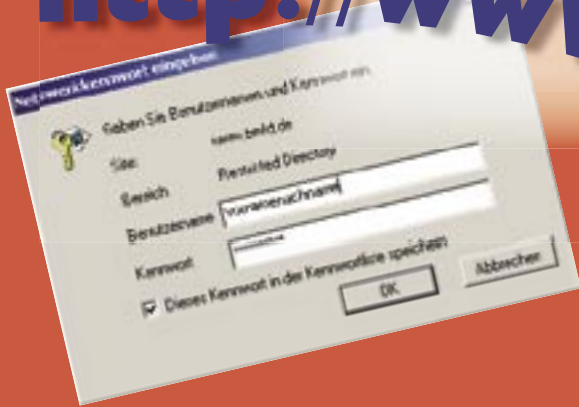 http://www
Netzwerkkennwort eingeben
Geben Sie Benutzernamen und Kennwort ein.
Site:
Bereich
Restricted Directory
Benutzername
vornamenachname
Kennwort
Dieses Kennwort in der Kennwortliste speichern
OK
Abbrechen